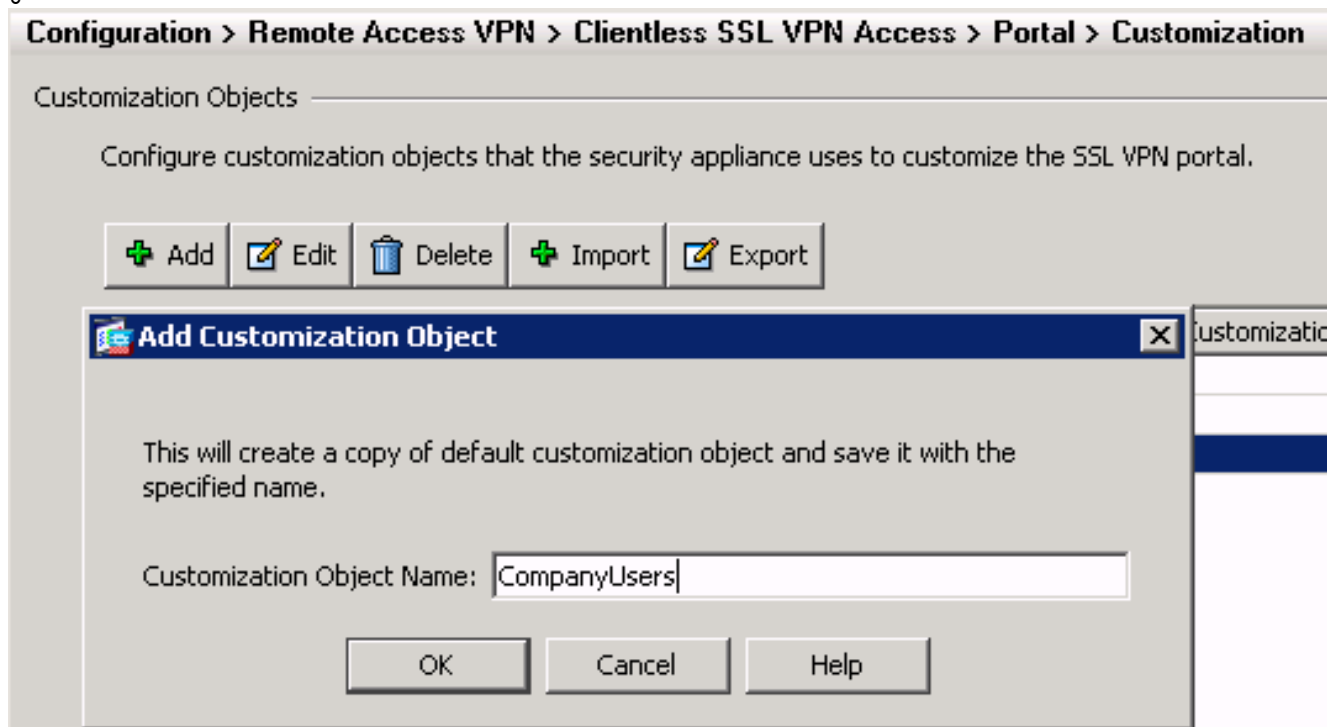 Configuration > Remote Access VPN > Clientless SSL VPN Access > Portal > Customization
Customization Objects
Configure customization objects that the security appliance uses to customize the SSL VPN portal.
Add Edit Delete Import Export
Add Customization Object
ustomizatio
This will create a copy of default customization object and save it with the
specified name.
Customization Object Name: CompanyUsers
OK Cancel Help